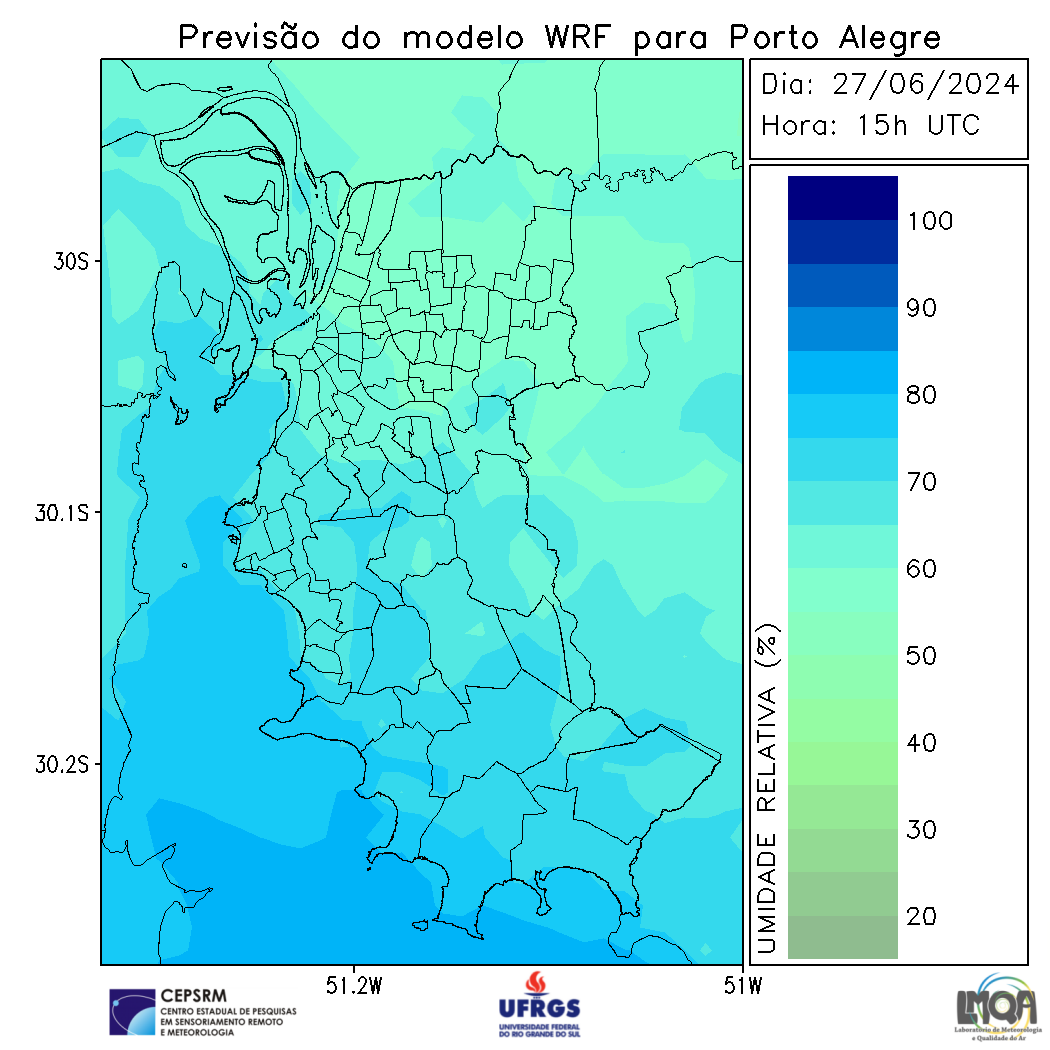 Previsão do modelo WRF para Porto Alegre
Dia: 27/06/2024
Hora: 15h UTC
30S
30.1S
30.2S
51.2W
51W
UMIDADE RELATIVA (%)
100
90
80
70
60
50
40
30
20
CEPSRM
CENTRO ESTADUAL DE PESQUISAS
EM SENSORIAMENTO REMOTO
E METEOROLOGIA
UFRGS
UNIVERSIDADE FEDERAL
DO RIO GRANDE DO SUL
LMQA
Laboratório de Meteorologia
e Qualidade do Ar